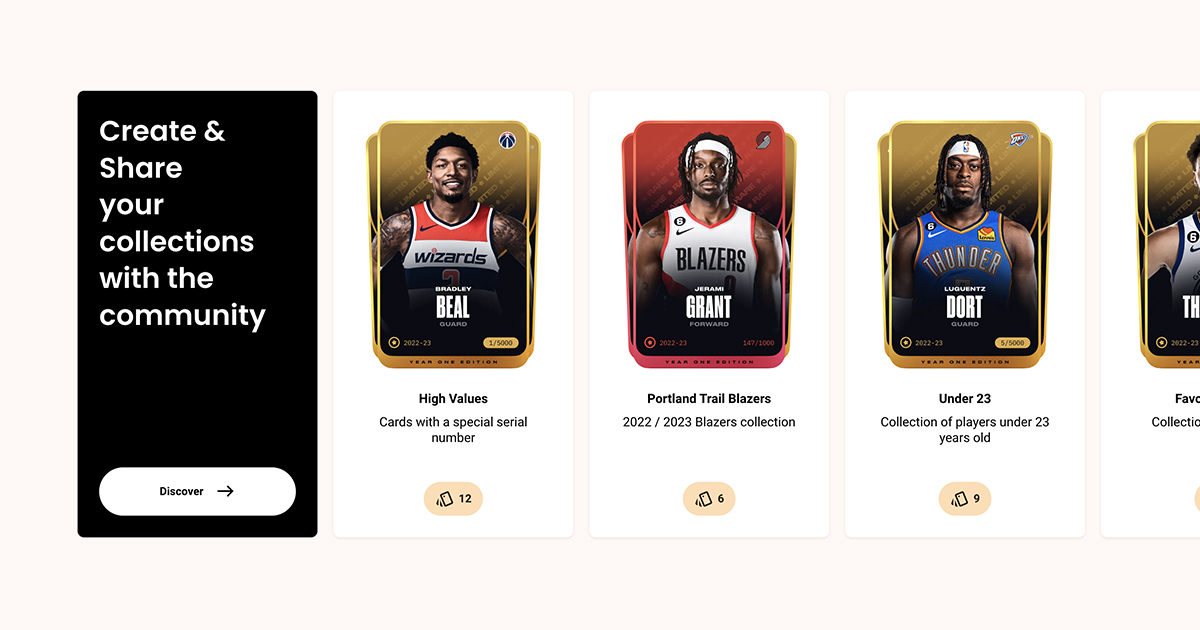 Create &
Share
your
collections
with the
community
Discover
wizards
BRADLEY
BEAL
GUARD
2022-23
1/5000
YEAR ONE EDITION
High Values
Cards with a special serial
number
12
6
BLAZERS
JERAMI
GRANT
FORWARD
2022-23
147/1000
YEAR ONE EDITION
Portland Trail Blazers
2022 / 2023 Blazers collection
6
6
THUNDER
LUGUENTZ
DORT
GUARD
2022-23
5/5000
YEAR ONE EDITION
Under 23
Collection of players under 23
years old
9
6
TH
2022-23
Favo
Collectio